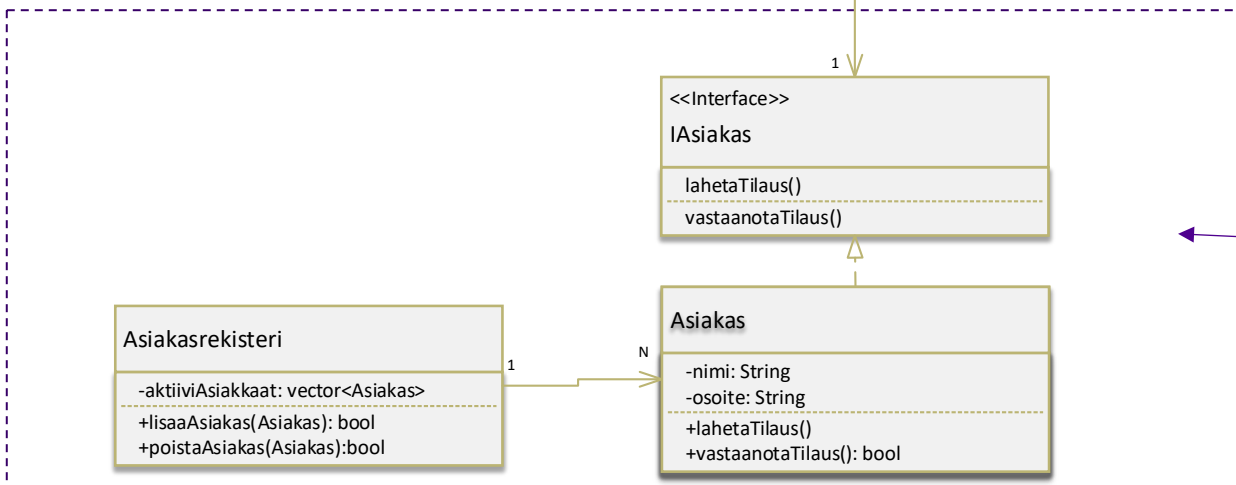 1
<<Interface>>
IAsiakas
lahetaTilaus()
vastaanotaTilaus()
Asiakasrekisteri
-aktiiviAsiakkaat: vector<Asiakas>
+lisaaAsiakas(Asiakas): bool
+poistaAsiakas(Asiakas):bool
1
N
Asiakas
-nimi: String
-osoite: String
+lahetaTilaus()
+vastaanotaTilaus(): bool